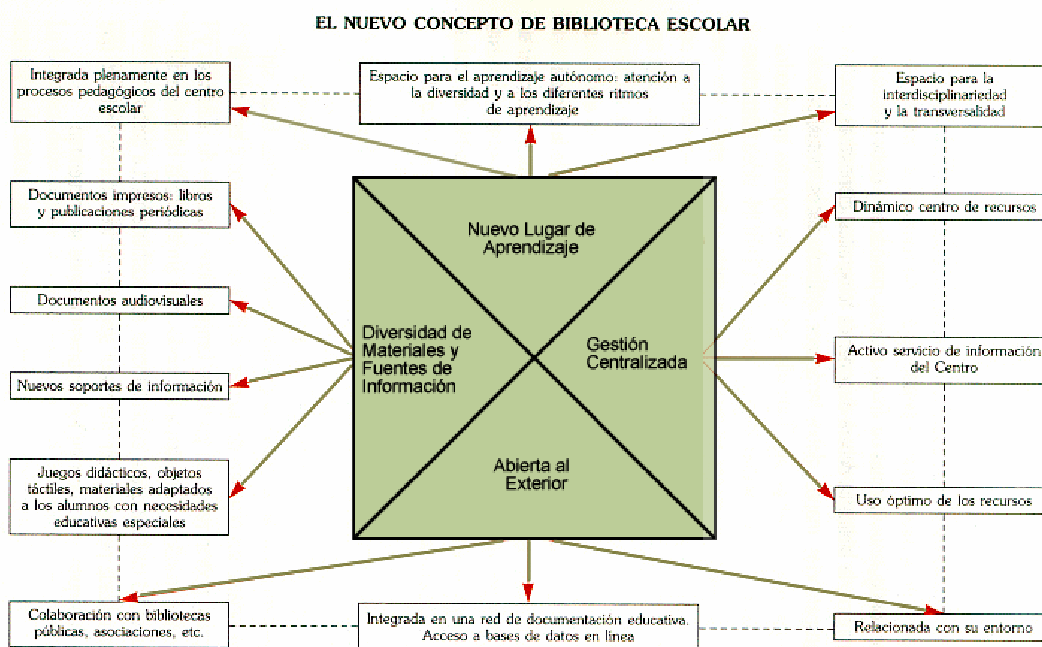 EL NUEVO CONCEPTO DE BIBLIOTECA ESCOLAR
Integrada plenamente en los
procesos pedagógicos del centro
escolar
Espacio para el aprendizaje autónomo: atención a
la diversidad y a los diferentes ritmos
de aprendizaje
Espacio para la
interdisciplinariedad
y la transversalidad
Documentos impresos: libros
y publicaciones periódicas
Documentos audiovisuales
Nuevos soportes de información
Juegos didácticos, objetos
táctiles, materiales adaptados
a los alumnos con necesidades
educativas especiales
Nuevo Lugar de
Aprendizaje
Diversidad de
Materiales y
Fuentes de
Información
Gestión
Centralizada
Abierta al
Exterior
Dinámico centro de recursos
Activo servicio de información
del Centro
Uso óptimo de los recursos
Colaboración con bibliotecas
públicas, asociaciones, etc.
Integrada en una red de documentación educativa.
Acceso a bases de datos en línea
Relacionada con su entorno